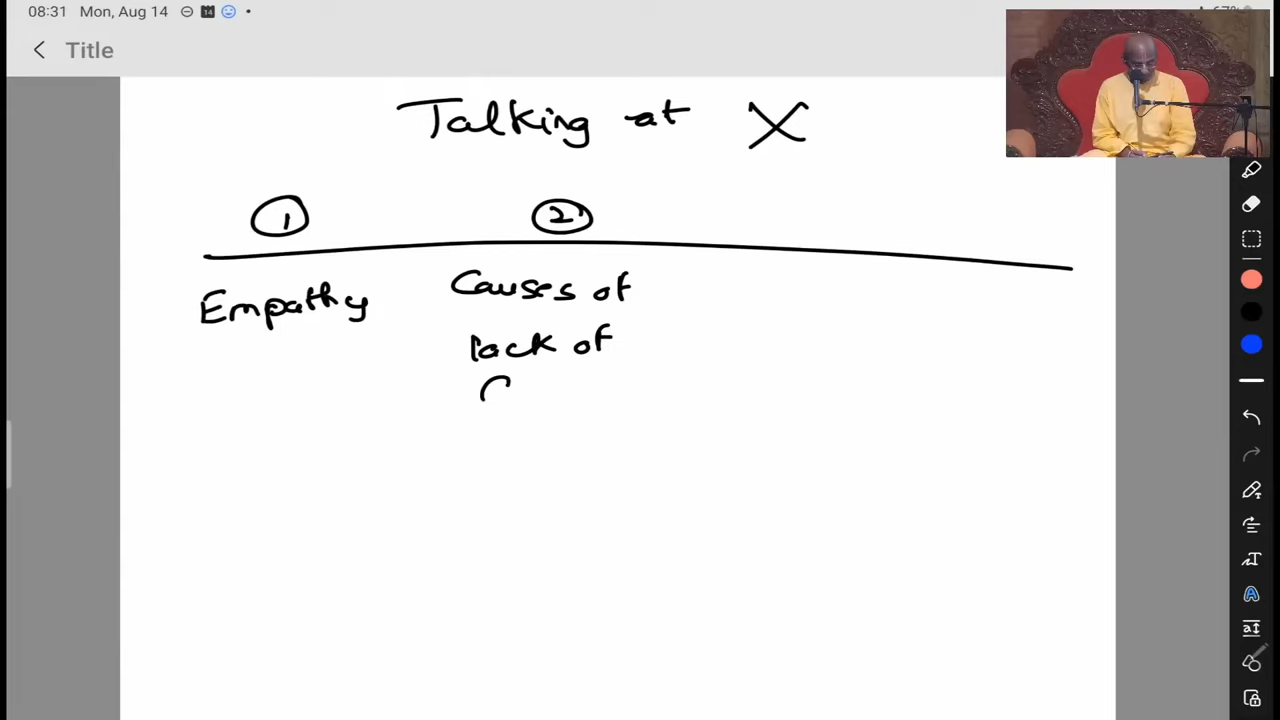 08:31 Mon, Aug 14
Title
Talking at X
1 2
Empathy
Causes of
lack of